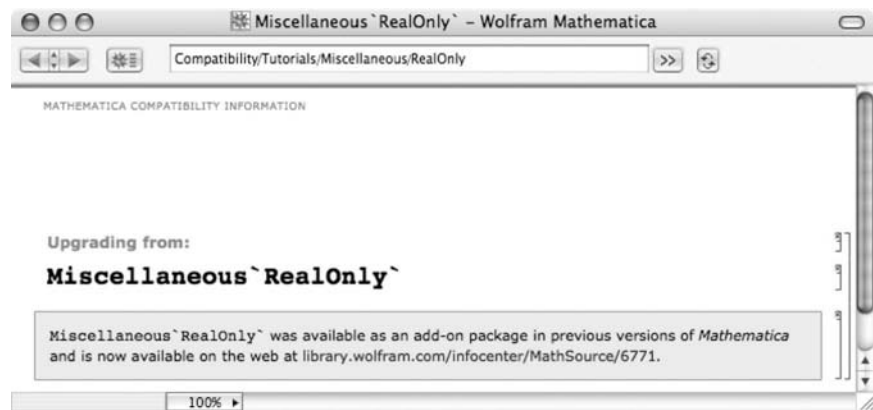 Miscellaneous`RealOnly` – Wolfram Mathematica
Compatibility/Tutorials/Miscellaneous/RealOnly
>>
MATHEMATICA COMPATIBILITY INFORMATION
Upgrading from:
Miscellaneous`RealOnly`
Miscellaneous`RealOnly` was available as an add-on package in previous versions of Mathematica
and is now available on the web at library.wolfram.com/infocenter/MathSource/6771.
100%